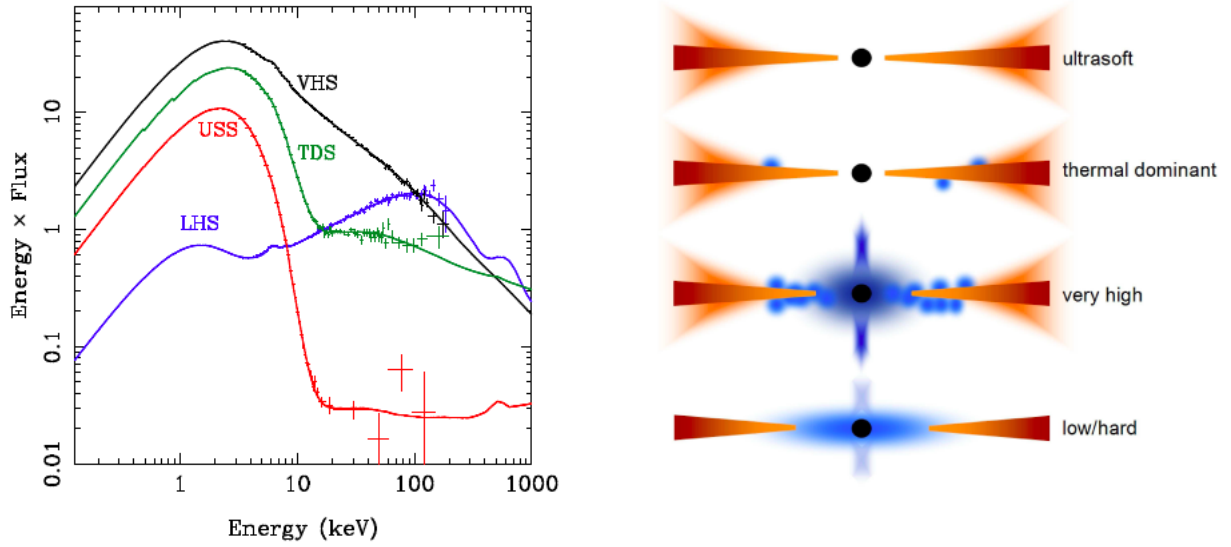 Energy × Flux
10
1
0.1
0.01
VHS
USS
TDS
LHS
1 10 100 1000
Energy (keV)
ultrasoft
thermal dominant
very high
low/hard